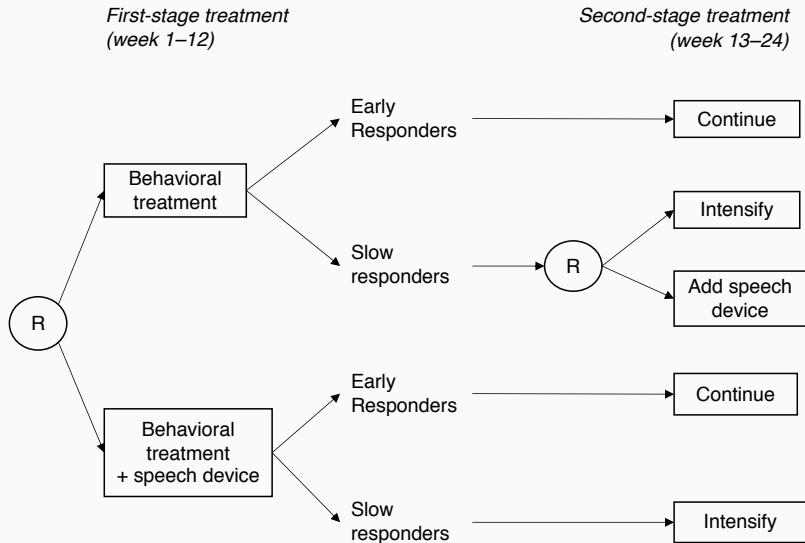 First-stage treatment
(week 1–12)
Second-stage treatment
(week 13–24)
Early
Responders
Continue
Behavioral
treatment
Intensify
Slow
responders
R
Add speech
device
R
Early
Responders
Continue
Behavioral
treatment
+ speech device
Slow
responders
Intensify